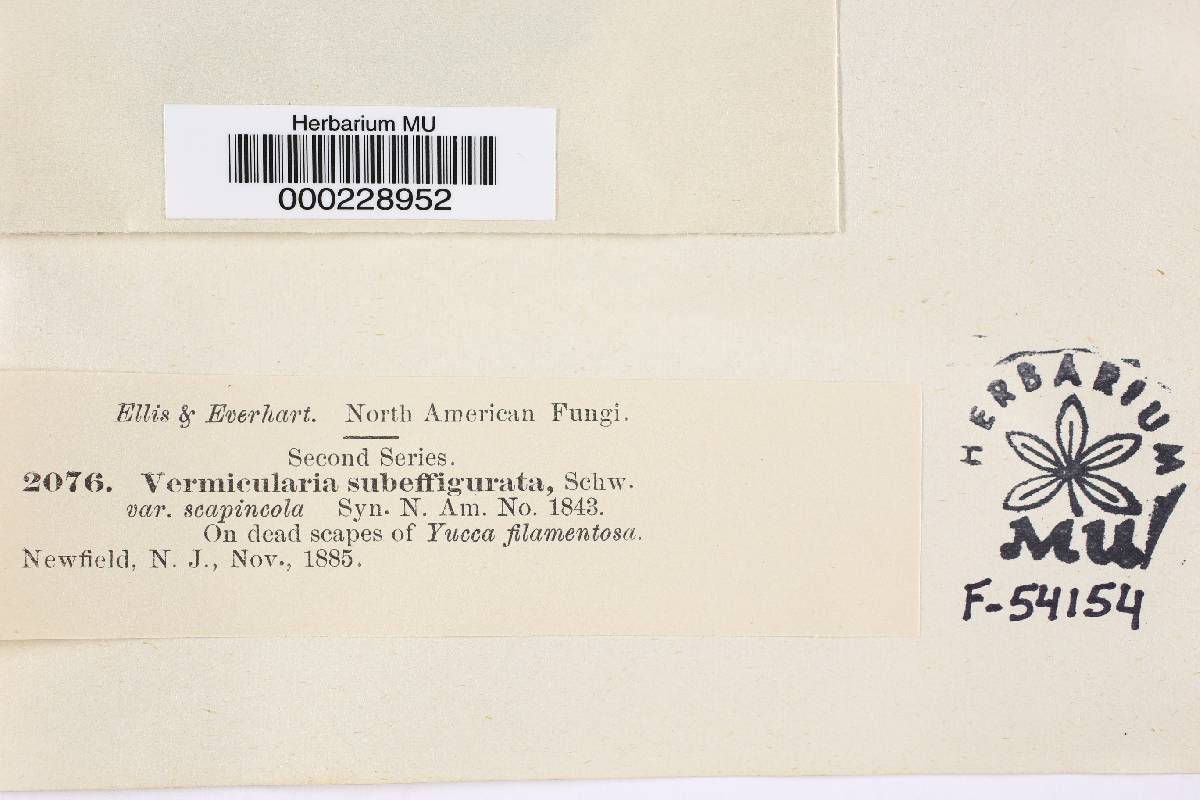 Herbarium MU
000228952
Ellis & Everhart. North American Fungi.
Second Series.
2076. Vermicularia subeffigurata, Schw.
var. scapincola Syn. N. Am. No. 1843.
On dead scapes of Yucca filamentosa.
Newfield, N. J., Nov., 1885.
HERBARIUM
MU
F-54154